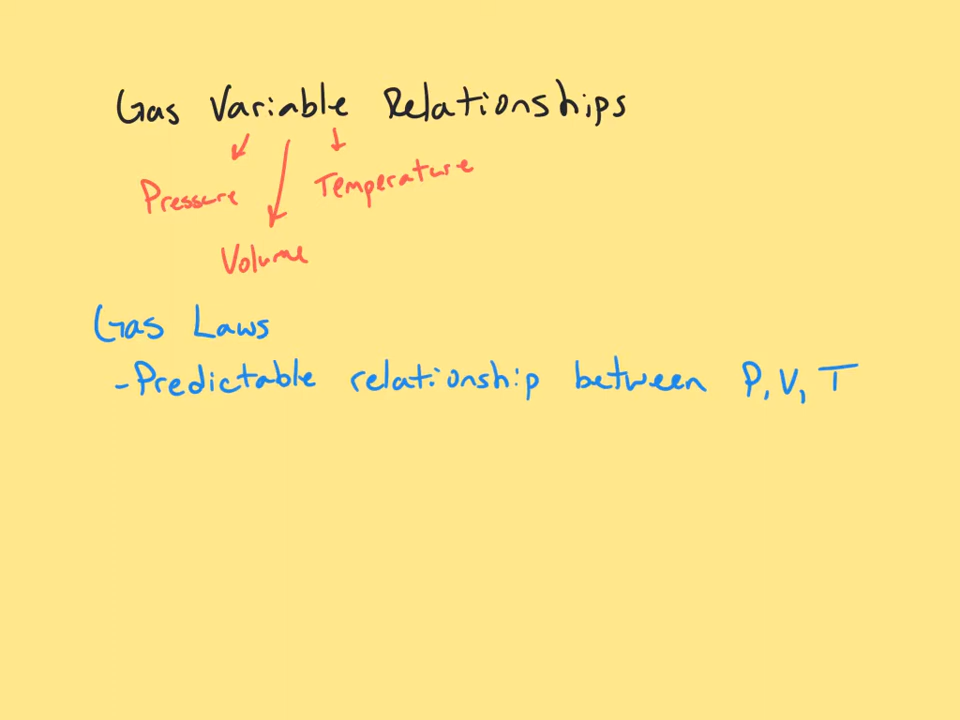 Gas Variable Relationships
Pressure
Temperature
Volume
Gas Laws
- Predictable relationship between P, V, T